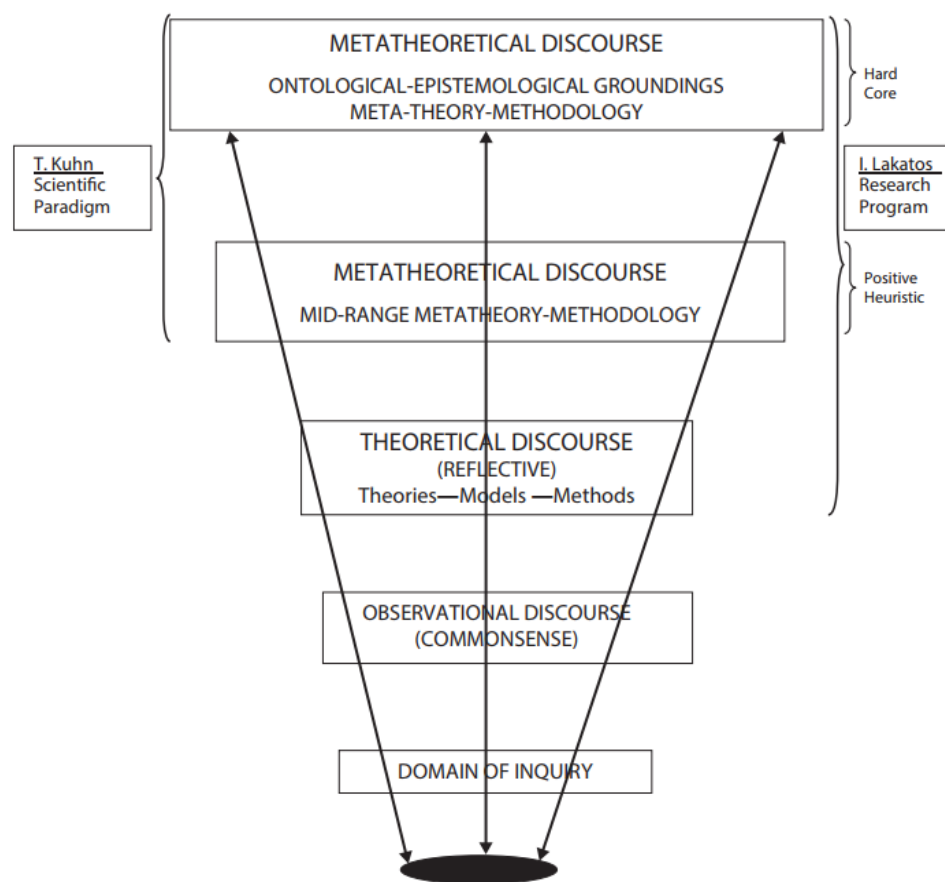 METATHEORETICAL DISCOURSE
ONTOLOGICAL-EPISTEMOLOGICAL GROUNDINGS
META-THEORY-METHODOLOGY
Hard
Core
T. Kuhn
Scientific
Paradigm
I. Lakatos
Research
Program
METATHEORETICAL DISCOURSE
MID-RANGE METATHEORY-METHODOLOGY
Positive
Heuristic
THEORETICAL DISCOURSE
(REFLECTIVE)
Theories—Models—Methods
OBSERVATIONAL DISCOURSE
(COMMONSENSE)
DOMAIN OF INQUIRY